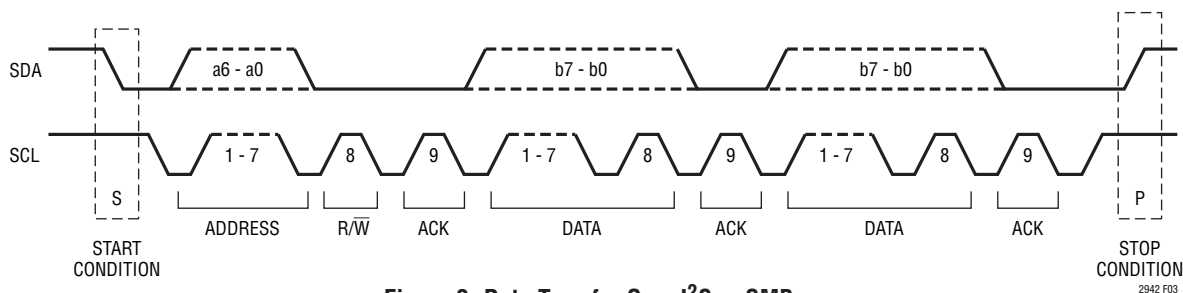 SDA
a6 - a0
b7 - b0
b7 - b0
SCL
1 - 7
8
9
1 - 7
8
9
1 - 7
8
9
S
P
ADDRESS
R/W̅
ACK
DATA
ACK
DATA
ACK
START
CONDITION
STOP
CONDITION
2942 F03